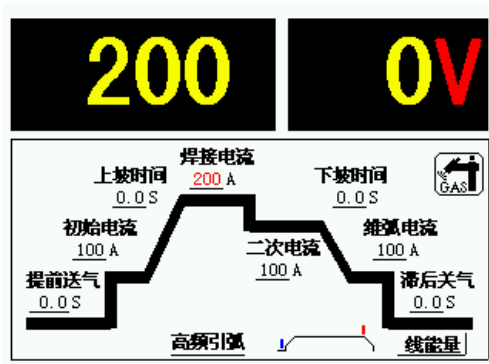 200 0V
焊接电流
200 A
上坡时间
0.0 S
下坡时间
0.0 S
GAS
初始电流
100 A
二次电流
100 A
维弧电流
100 A
提前送气
0.0 S
滞后关气
0.0 S
高频引弧
线能量